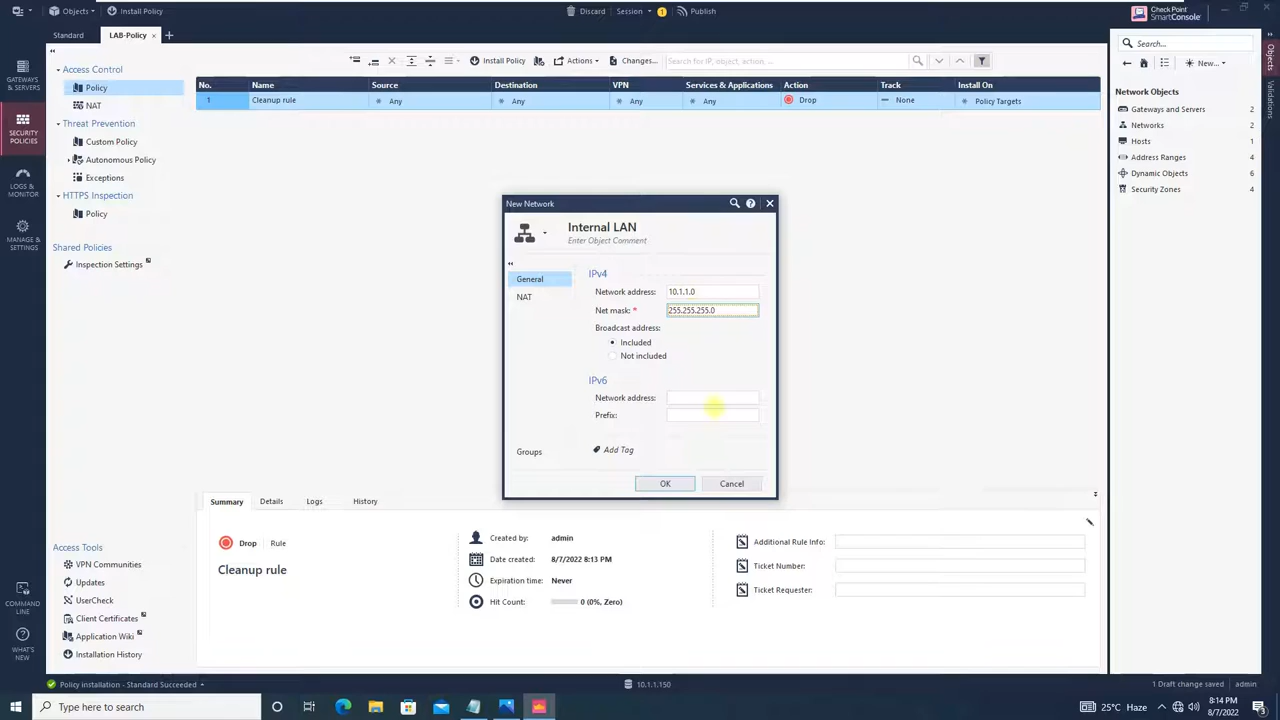 Objects
Install Policy
Discard
Session
1
Publish
Check Point
SmartConsole
Standard
LAB-Policy
GATEWAYS
& SERVERS
SECURITY
POLICIES
LOGS &
MONITOR
MANAGE &
SETTINGS
COMMAND
LINE
WHAT'S
NEW
Access Control
Policy
NAT
Threat Prevention
Custom Policy
Autonomous Policy
Exceptions
HTTPS Inspection
Policy
Shared Policies
Inspection Settings
Access Tools
VPN Communities
Updates
UserCheck
Client Certificates
Application Wiki
Installation History
Install Policy
Actions
Changes...
Search for IP, object, action, ...
No. Name Source Destination VPN Services & Applications Action Track Install On
1 Cleanup rule Any Any Any Any Drop None Policy Targets
New Network
Internal LAN
Enter Object Comment
General
NAT
Groups
IPv4
Network address: 10.1.1.0
Net mask: * 255.255.255.0
Broadcast address:
Included
Not included
IPv6
Network address:
Prefix:
Add Tag
OK
Cancel
Summary Details Logs History
Drop Rule
Cleanup rule
Created by: admin
Date created: 8/7/2022 8:13 PM
Expiration time: Never
Hit Count: 0 (0%, Zero)
Additional Rule Info:
Ticket Number:
Ticket Requester:
Search...
New...
Network Objects
Gateways and Servers 2
Networks 2
Hosts 1
Address Ranges 4
Dynamic Objects 6
Security Zones 4
Objects
Validations
Policy installation - Standard Succeeded
10.1.1.150
1 Draft change saved
admin
Type here to search
25°C Haze
8:14 PM
8/7/2022
3